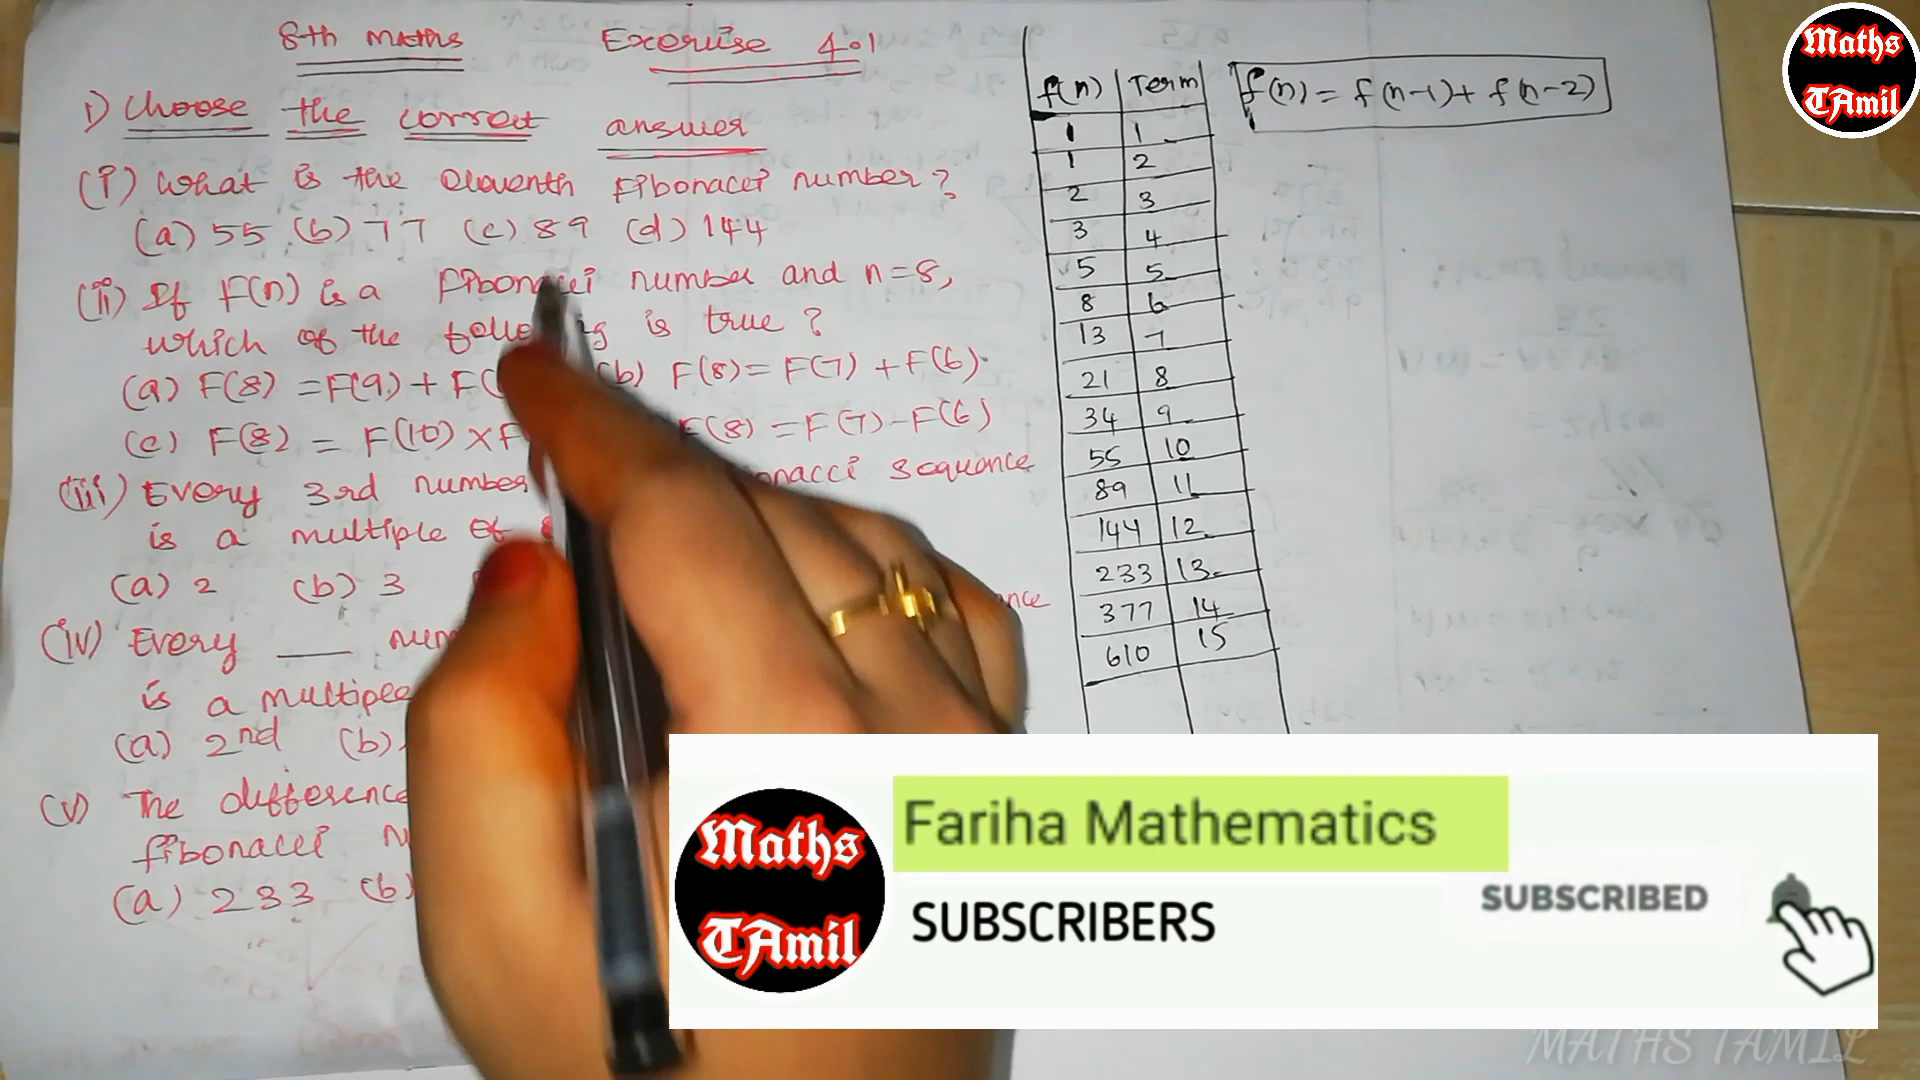 8th maths Exercise 4.1
1) Choose the correct answer
(i) What is the eleventh Fibonacci number?
(a) 55 (b) 77 (c) 89 (d) 144
(ii) If F(n) is a Fibonacci number and n=8,
which of the following is true?
(a) F(8) = F(9) + F( (b) F(8) = F(7) + F(6)
(c) F(8) = F(10) × F F(8) = F(7) - F(6)
(iii) Every 3rd number onacci sequence
is a multiple of
(a) 2 (b) 3
(iv) Every ___ num nce
is a multiple
(a) 2nd (b)
(v) The difference
fibonacci N
(a) 233 (b)
f(n) Term
1 1
1 2
2 3
3 4
5 5
8 6
13 7
21 8
34 9
55 10
89 11
144 12
233 13
377 14
610 15
f(n) = f(n-1) + f(n-2)
Maths
TAmil
Maths
TAmil
Fariha Mathematics
SUBSCRIBERS
SUBSCRIBED
MATHS TAMIL